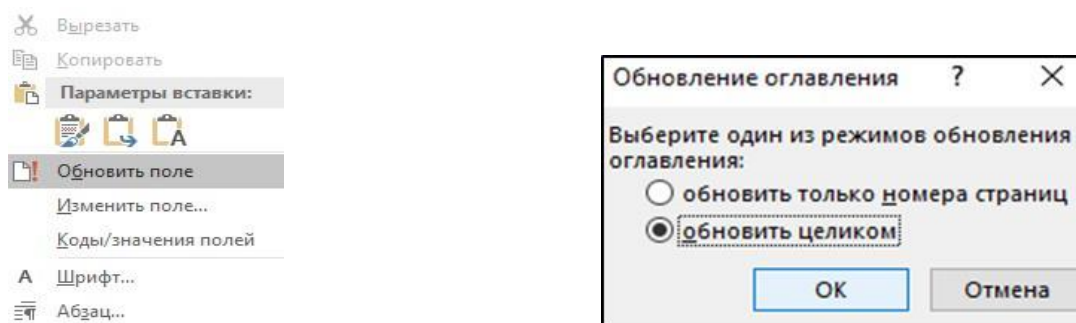 Вырезать
Копировать
Параметры вставки:
Обновить поле
Изменить поле...
Коды/значения полей
Шрифт...
Абзац...
Обновление оглавления ?
Выберите один из режимов обновления
оглавления:
обновить только номера страниц
обновить целиком
ОК Отмена